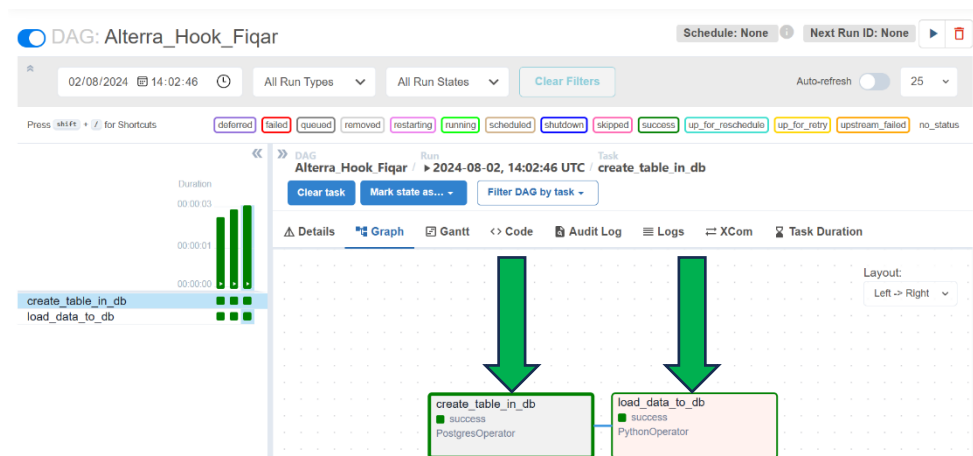 DAG: Alterra_Hook_Fiqar
Schedule: None
Next Run ID: None
02/08/2024 14:02:46
All Run Types
All Run States
Clear Filters
Auto-refresh
25
Press shift + / for Shortcuts
deferred failed queued removed restarting running scheduled shutdown skipped success up_for_reschedule up_for_retry upstream_failed no_status
DAG
Run
Task
Alterra_Hook_Fiqar / 2024-08-02, 14:02:46 UTC / create_table_in_db
Clear task
Mark state as...
Filter DAG by task
Duration
00:00:03
00:00:01
00:00:00
create_table_in_db
load_data_to_db
Details
Graph
Gantt
Code
Audit Log
Logs
XCom
Task Duration
Layout:
Left -> Right
create_table_in_db
success
PostgresOperator
load_data_to_db
success
PythonOperator